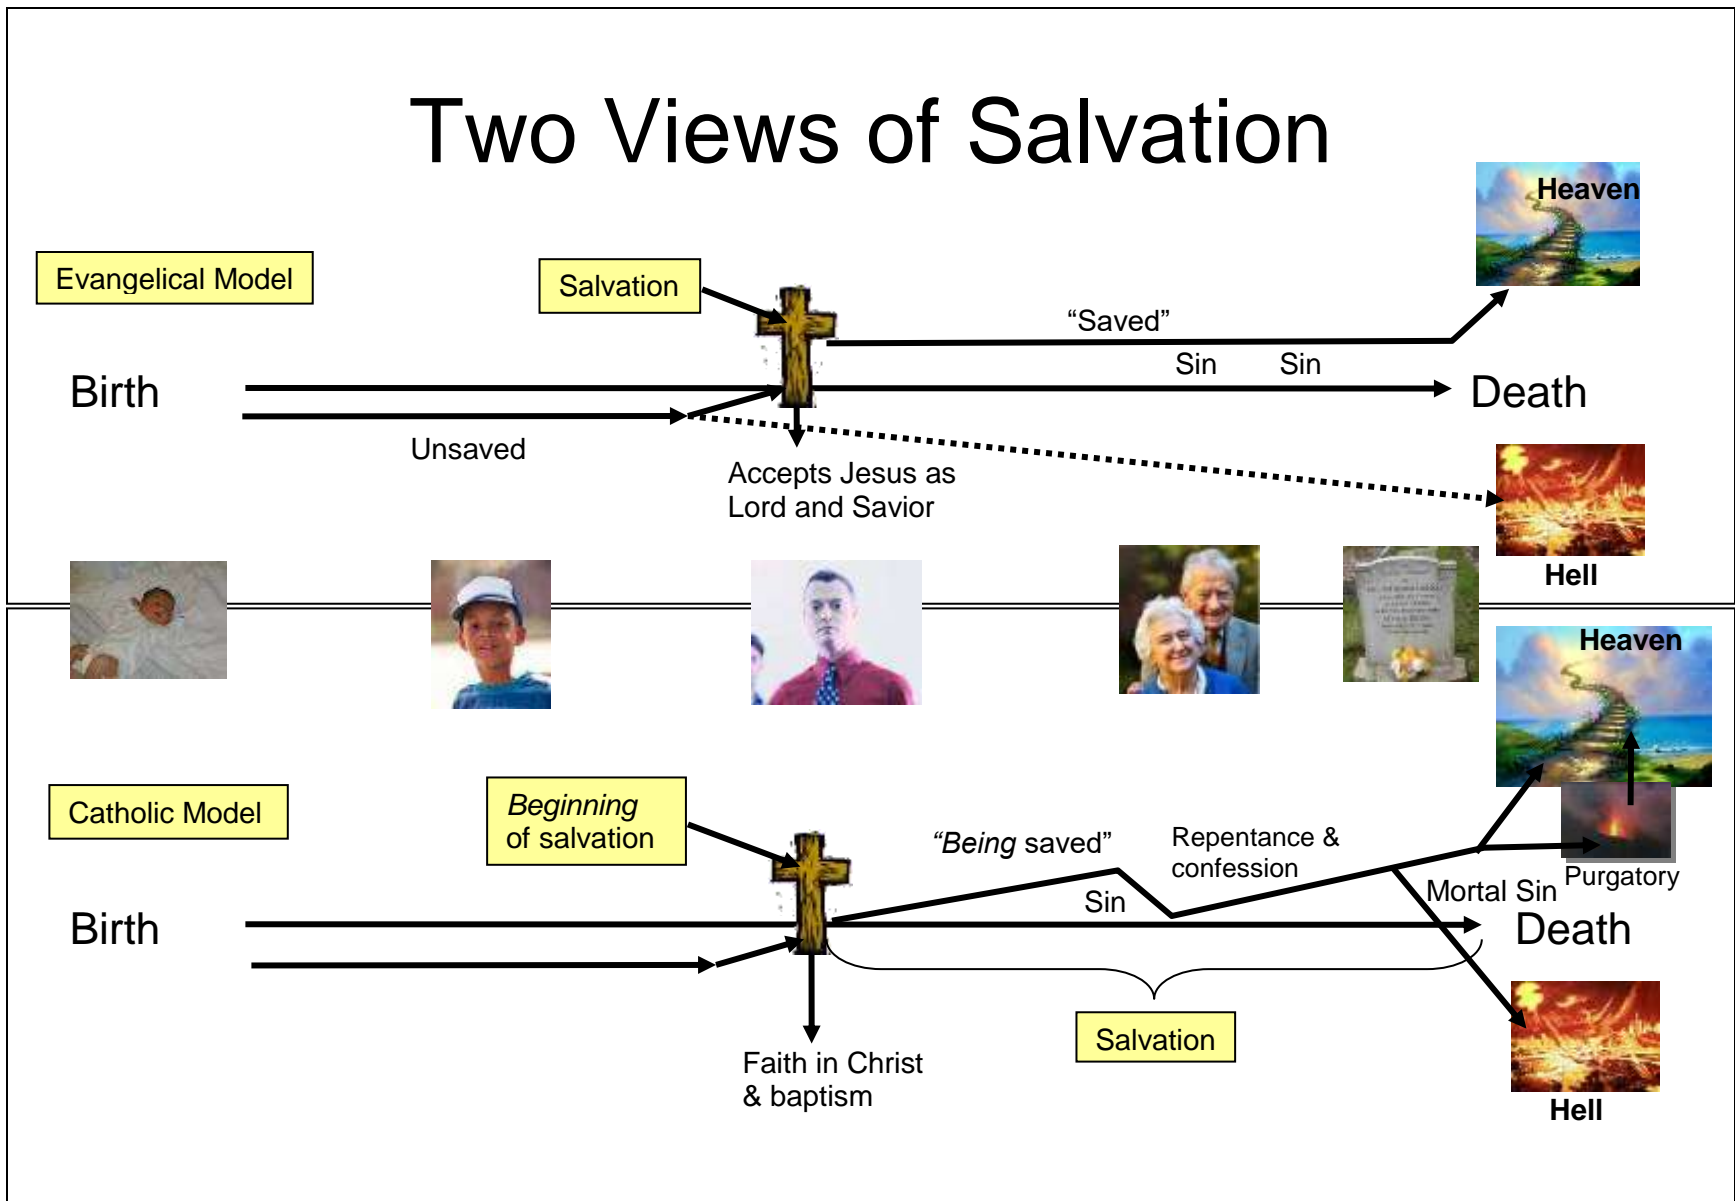 Two Views of Salvation
Heaven
Evangelical Model
Salvation
“Saved”
Sin Sin
Birth
Death
Unsaved
Accepts Jesus as
Lord and Savior
Hell
Heaven
Catholic Model
Beginning
of salvation
“Being saved”
Repentance &
confession
Purgatory
Mortal Sin
Sin
Birth
Death
Salvation
Faith in Christ
& baptism
Hell